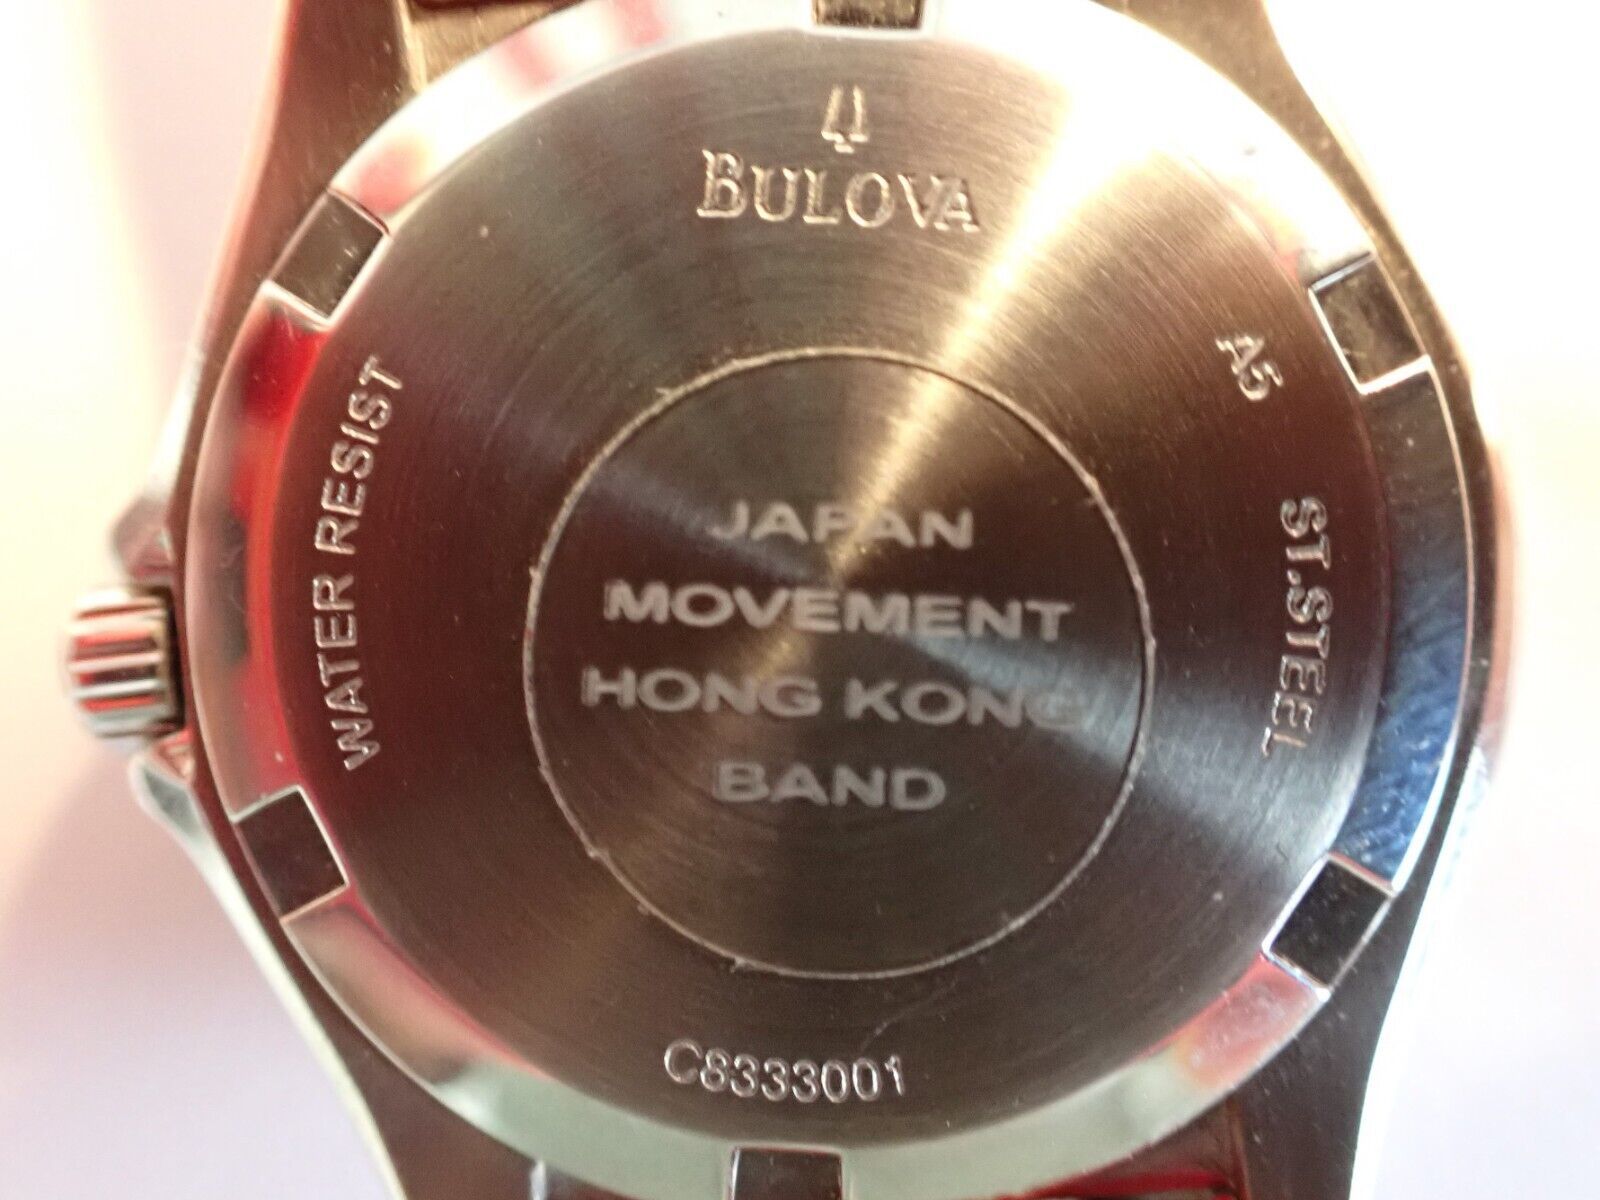 BULOVA
A5
ST.STEEL
WATER RESIST
JAPAN
MOVEMENT
HONG KONG
BAND
C8333001